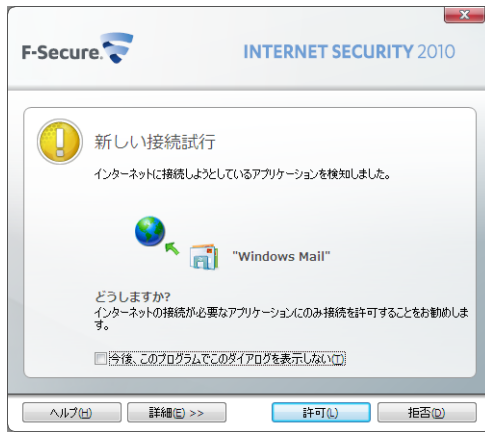 F-Secure.
INTERNET SECURITY 2010
新しい接続試行
インターネットに接続しようとしているアプリケーションを検知しました。
"Windows Mail"
どうしますか?
インターネットの接続が必要なアプリケーションにのみ接続を許可することをお勧めしま
す。
今後、このプログラムでこのダイアログを表示しない(T)
ヘルプ(H)
詳細(E) >>
許可(L)
拒否(D)